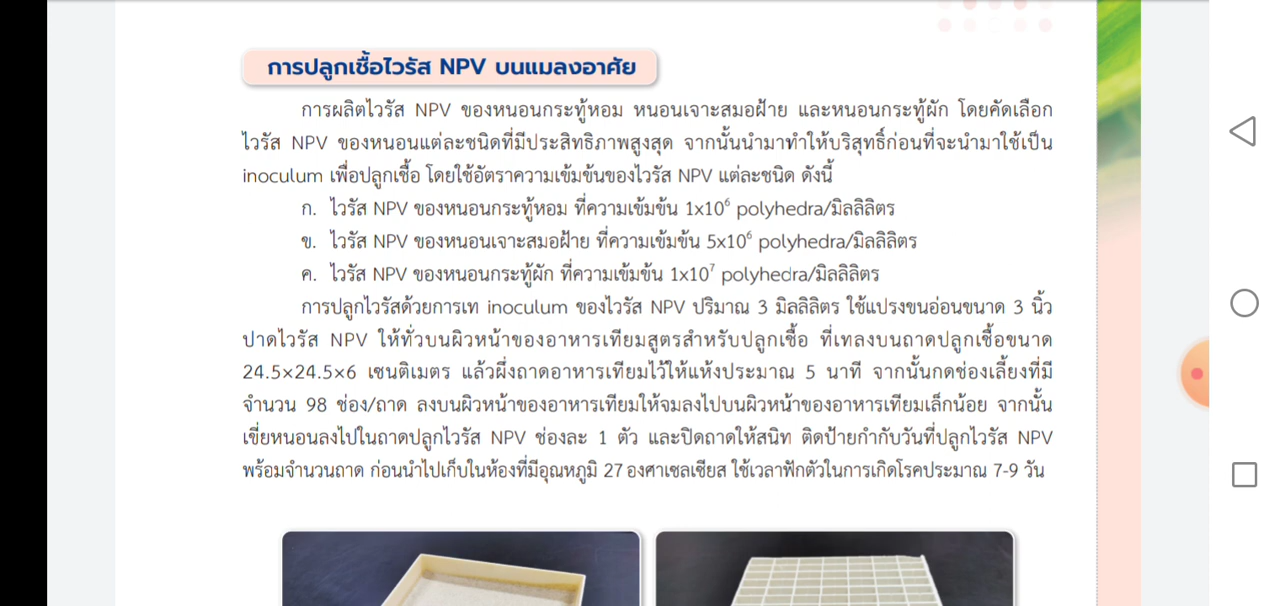 การปลูกเชื้อไวรัส NPV บนแมลงอาศัย
การผลิตไวรัส NPV ของหนอนกระทู้หอม หนอนเจาะสมอฝ้าย และหนอนกระทู้ผัก โดยคัดเลือก
ไวรัส NPV ของหนอนแต่ละชนิดที่มีประสิทธิภาพสูงสุด จากนั้นนำมาทำให้บริสุทธิ์ก่อนที่จะนำมาใช้เป็น
inoculum เพื่อปลูกเชื้อ โดยใช้อัตราความเข้มข้นของไวรัส NPV แต่ละชนิด ดังนี้
ก. ไวรัส NPV ของหนอนกระทู้หอม ที่ความเข้มข้น 1x10⁶ polyhedra/มิลลิลิตร
ข. ไวรัส NPV ของหนอนเจาะสมอฝ้าย ที่ความเข้มข้น 5x10⁶ polyhedra/มิลลิลิตร
ค. ไวรัส NPV ของหนอนกระทู้ผัก ที่ความเข้มข้น 1x10⁷ polyhedra/มิลลิลิตร
การปลูกไวรัสด้วยการเท inoculum ของไวรัส NPV ปริมาณ 3 มิลลิลิตร ใช้แปรงขนอ่อนขนาด 3 นิ้ว
ปาดไวรัส NPV ให้ทั่วบนผิวหน้าของอาหารเทียมสูตรสำหรับปลูกเชื้อ ที่เทลงบนถาดปลูกเชื้อขนาด
24.5×24.5×6 เซนติเมตร แล้วผึ่งถาดอาหารเทียมไว้ให้แห้งประมาณ 5 นาที จากนั้นกดช่องเลี้ยงที่มี
จำนวน 98 ช่อง/ถาด ลงบนผิวหน้าของอาหารเทียมให้จมลงไปบนผิวหน้าของอาหารเทียมเล็กน้อย จากนั้น
เขี่ยหนอนลงไปในถาดปลูกไวรัส NPV ช่องละ 1 ตัว และปิดถาดให้สนิท ติดป้ายกำกับวันที่ปลูกไวรัส NPV
พร้อมจำนวนถาด ก่อนนำไปเก็บในห้องที่มีอุณหภูมิ 27 องศาเซลเซียส ใช้เวลาฟักตัวในการเกิดโรคประมาณ 7-9 วัน